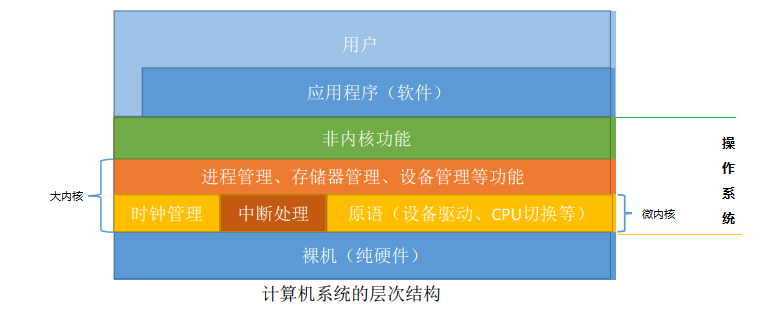 用户
应用程序（软件）
非内核功能
操作系统
进程管理、存储器管理、设备管理等功能
大内核
时钟管理
中断处理
原语（设备驱动、CPU切换等）
微内核
裸机（纯硬件）
计算机系统的层次结构